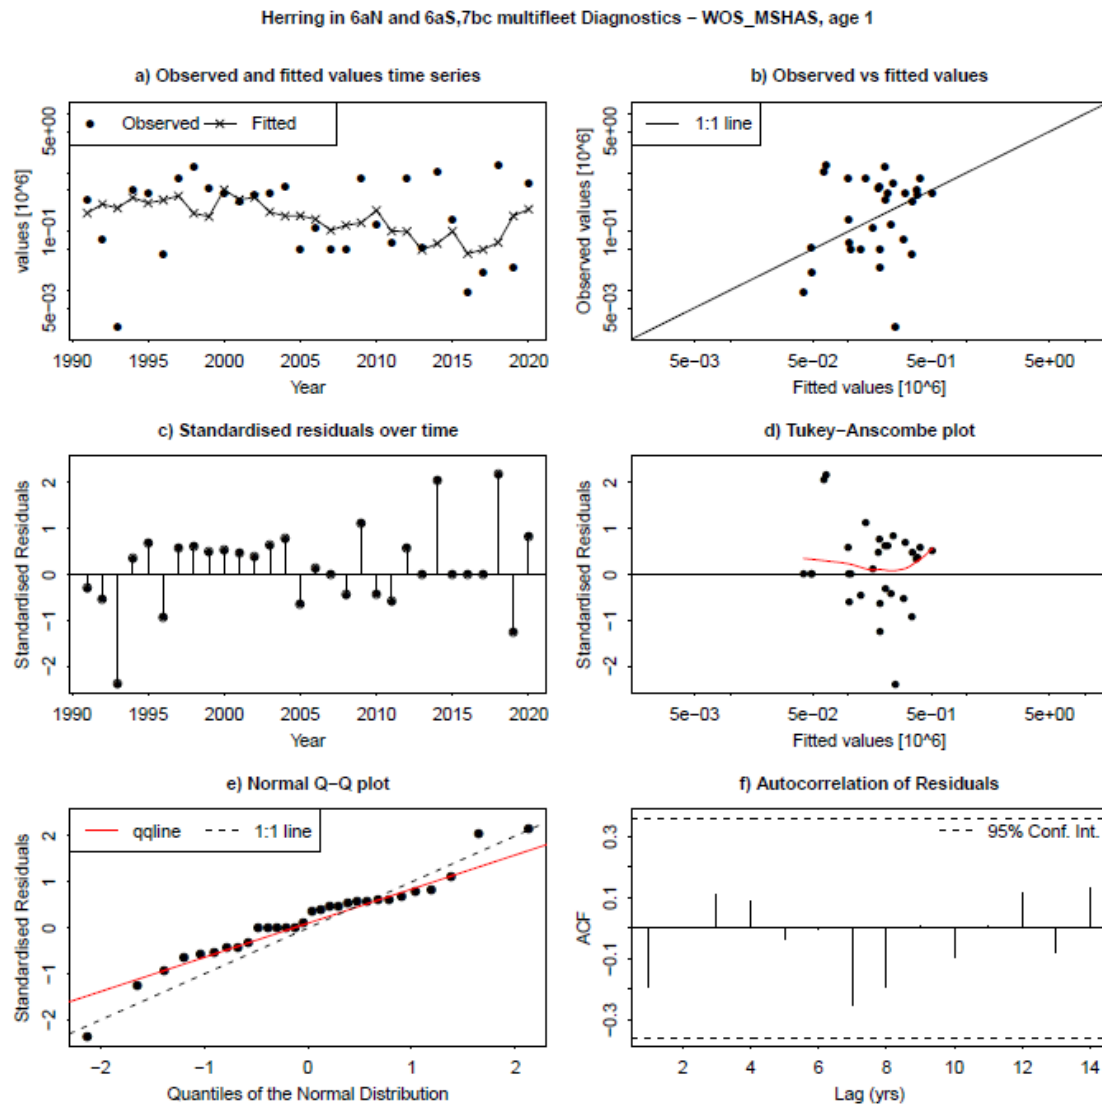 Herring in 6aN and 6aS,7bc multifleet Diagnostics − WOS_MSHAS, age 1
a) Observed and fitted values time series
Observed Fitted
values [10^6]
5e−03 1e−01 5e+00
1990 1995 2000 2005 2010 2015 2020
Year
b) Observed vs fitted values
1:1 line
Observed values [10^6]
5e−03 1e−01 5e+00
5e−03 5e−02 5e−01 5e+00
Fitted values [10^6]
c) Standardised residuals over time
Standardised Residuals
−2 −1 0 1 2
1990 1995 2000 2005 2010 2015 2020
Year
d) Tukey−Anscombe plot
Standardised Residuals
−2 −1 0 1 2
5e−03 5e−02 5e−01 5e+00
Fitted values [10^6]
e) Normal Q−Q plot
qqline 1:1 line
Standardised Residuals
−2 −1 0 1 2
−2 −1 0 1 2
Quantiles of the Normal Distribution
f) Autocorrelation of Residuals
95% Conf. Int.
ACF
−0.3 −0.1 0.1 0.3
2 4 6 8 10 12 14
Lag (yrs)